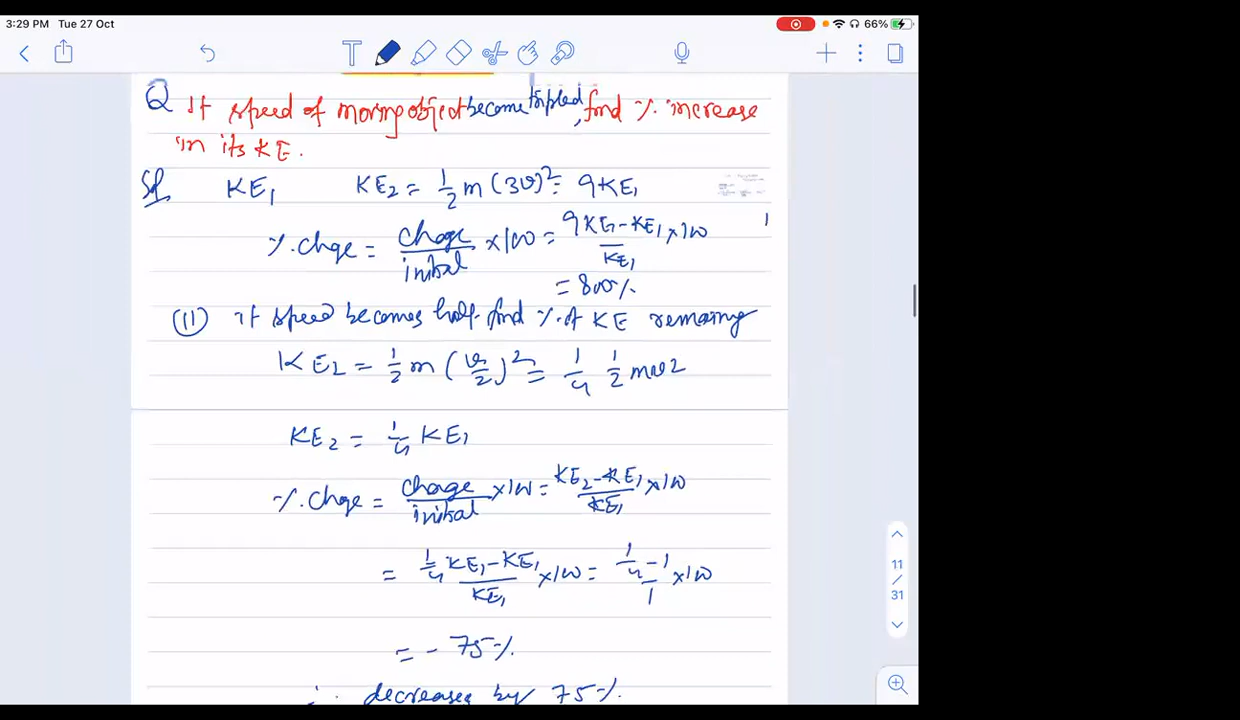 3:29 PM Tue 27 Oct
66%
T
Q If speed of moving object become tripled, find % increase
in its KE.
Sol. KE₁ KE₂ = 1/2 m (3v)² = 9KE₁
%.Chge = change/initial × 100 = 9KE₁-KE₁/KE₁ × 100
= 800%
(II) if speed becomes half find %.of KE remaing
KE₂ = 1/2 m (v/2)² = 1/4 1/2 mv2
KE₂ = 1/4 KE₁
%.Chge = change/initial × 100 = KE₂-KE₁/KE₁ × 100
= 1/4 KE₁-KE₁/KE₁ × 100 = 1/4-1/1 × 100
= - 75%.
∴ decreases by 75%.
11
/
31